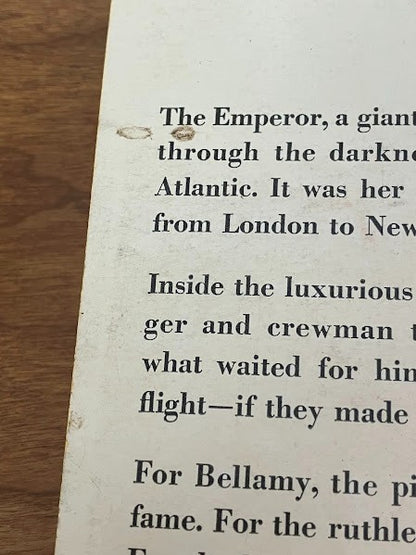 The Emperor, a giant
through the darkne
Atlantic. It was her
from London to New
Inside the luxurious
ger and crewman t
what waited for him
flight—if they made
For Bellamy, the pi
fame. For the ruthle